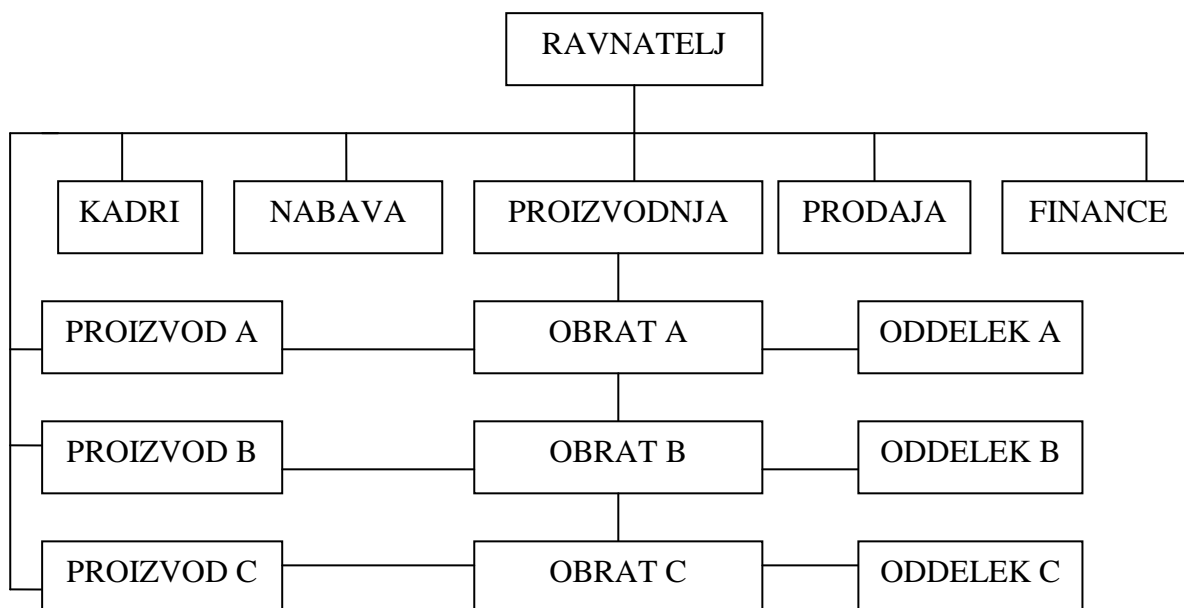 RAVNATELJ
KADRI
NABAVA
PROIZVODNJA
PRODAJA
FINANCE
PROIZVOD A
OBRAT A
ODDELEK A
PROIZVOD B
OBRAT B
ODDELEK B
PROIZVOD C
OBRAT C
ODDELEK C